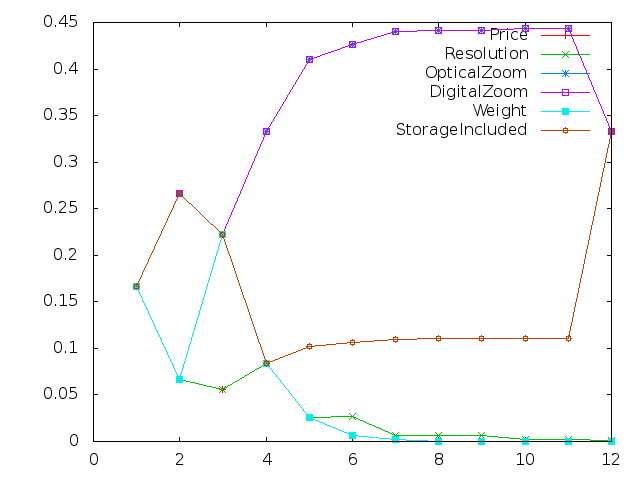 0.45
0.4
0.35
0.3
0.25
0.2
0.15
0.1
0.05
0
0 2 4 6 8 10 12
Price
Resolution
OpticalZoom
DigitalZoom
Weight
StorageIncluded